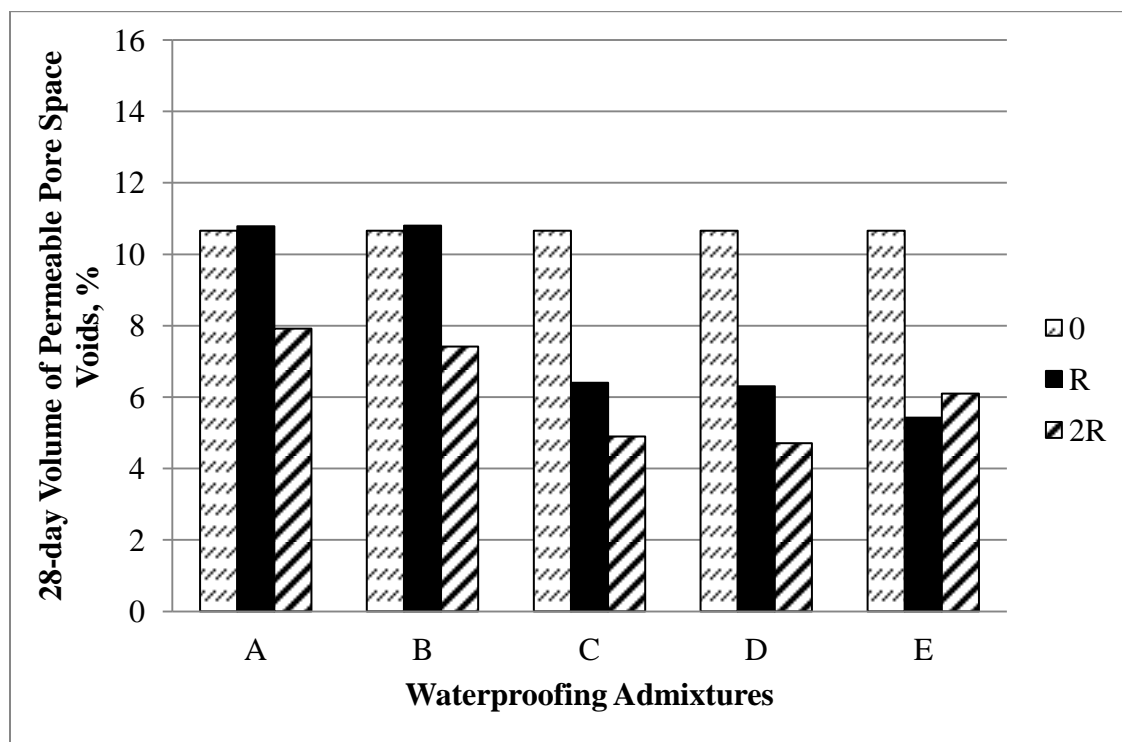 28-day Volume of Permeable Pore Space
Voids, %
16
14
12
10
8
6
4
2
0
A B C D E
Waterproofing Admixtures
0
R
2R